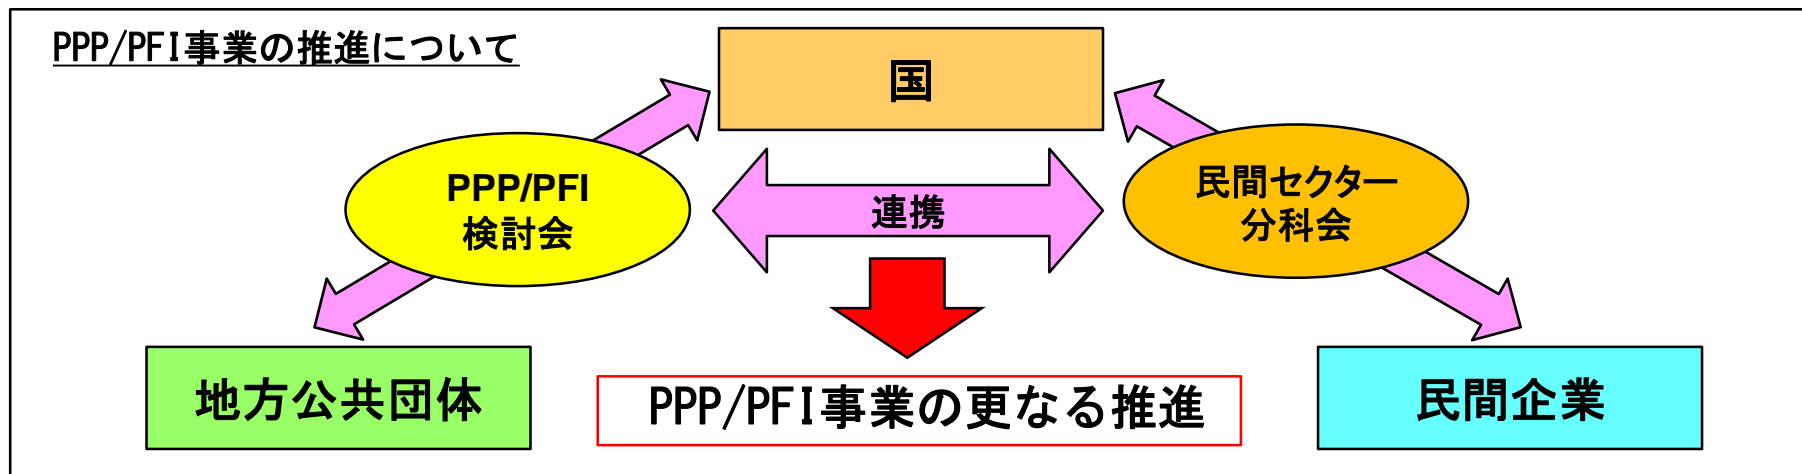 PPP/PFI事業の推進について
国
PPP/PFI
検討会
連携
民間セクター
分科会
地方公共団体
PPP/PFI事業の更なる推進
民間企業